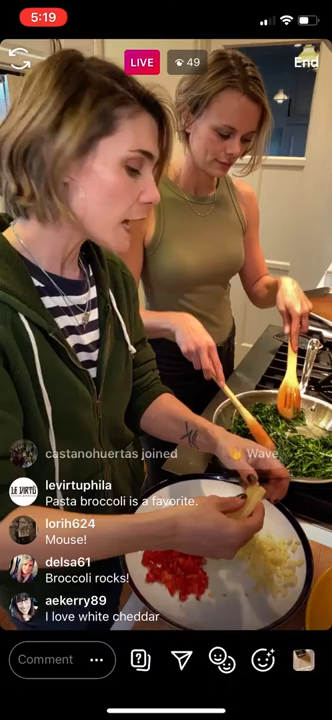 5:19
LIVE
49
End
castanohuertas joined
Wave
LE VIRTÙ
levirtuphila
Pasta broccoli is a favorite.
lorih624
Mouse!
delsa61
Broccoli rocks!
aekerry89
I love white cheddar
Comment